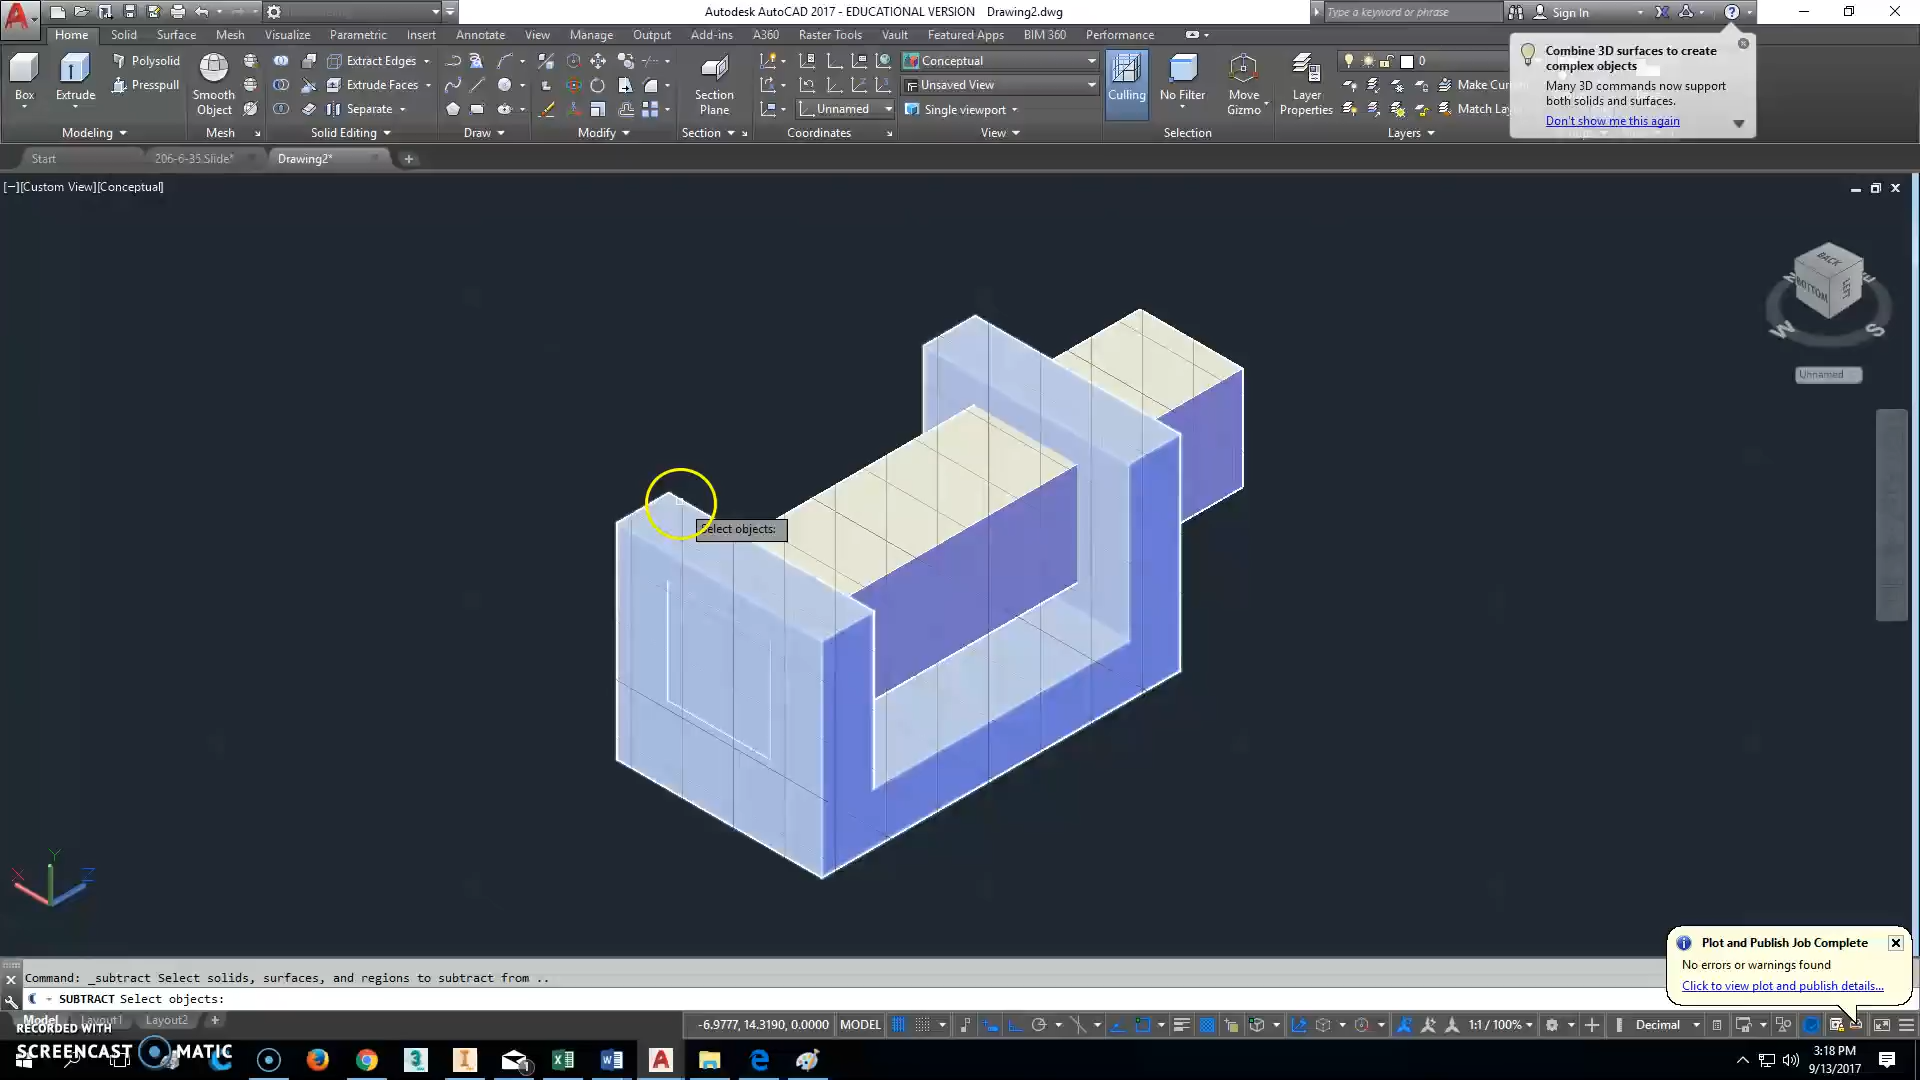 Autodesk AutoCAD 2017 - EDUCATIONAL VERSION Drawing2.dwg
Type a keyword or phrase
Sign In
Home Solid Surface Mesh Visualize Parametric Insert Annotate View Manage Output Add-ins A360 Raster Tools Vault Featured Apps BIM 360 Performance
Box
Extrude
Polysolid
Presspull
Smooth
Object
Extract Edges
Extrude Faces
Separate
Section
Plane
Unnamed
Conceptual
Unsaved View
Single viewport
Culling
No Filter
Move
Gizmo
Layer
Properties
0
Match
Modeling
Mesh
Solid Editing
Draw
Modify
Section
Coordinates
View
Selection
Layers
Combine 3D surfaces to create
complex objects
Many 3D commands now support
both solids and surfaces.
Don't show me this again
Start
206-6-35.Slide*
Drawing2*
[−][Custom View][Conceptual]
BACK
BOTTOM
LEFT
W
S
Unnamed
Select objects:
X Y Z
Plot and Publish Job Complete
No errors or warnings found
Click to view plot and publish details...
Command: _subtract Select solids, surfaces, and regions to subtract from ..
SUBTRACT Select objects:
Model Layout1 Layout2
-6.9777, 14.3190, 0.0000 MODEL
1:1 / 100%
Decimal
RECORDED WITH
SCREENCAST MATIC
3:18 PM
9/13/2017